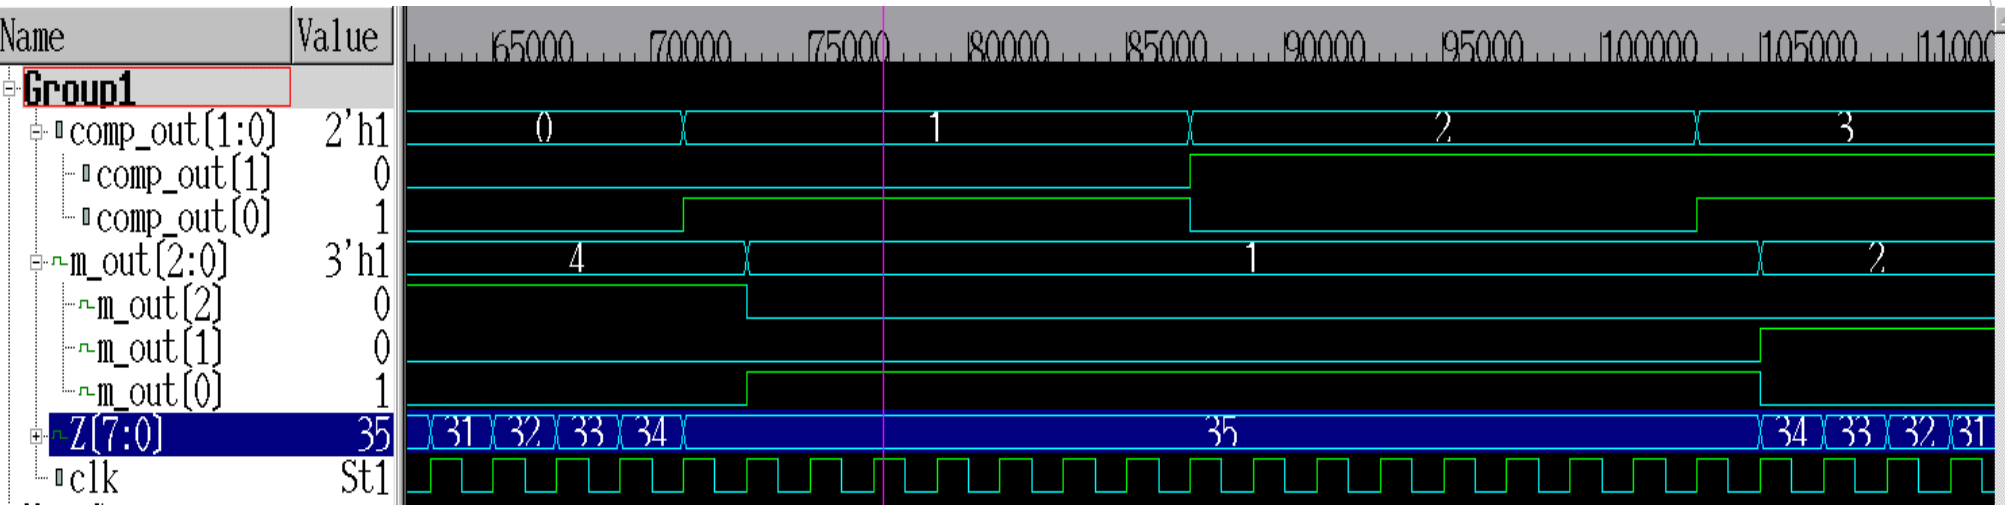 Name Value 65000 70000 75000 80000 85000 90000 95000 100000 105000 11000
Group1
comp_out[1:0] 2'h1 0 1 2 3
comp_out[1] 0
comp_out[0] 1
m_out[2:0] 3'h1 4 1 2
m_out[2] 0
m_out[1] 0
m_out[0] 1
Z[7:0] 35 31 32 33 34 35 34 33 32 31
clk St1